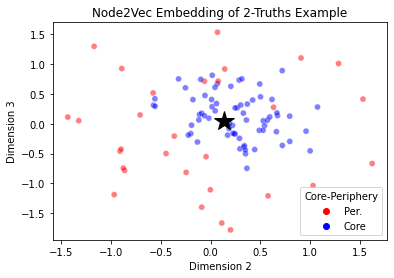 Node2Vec Embedding of 2-Truths Example
1.5
1.0
0.5
0.0
−0.5
−1.0
−1.5
Dimension 3
Core-Periphery
Per.
Core
−1.5 −1.0 −0.5 0.0 0.5 1.0 1.5
Dimension 2